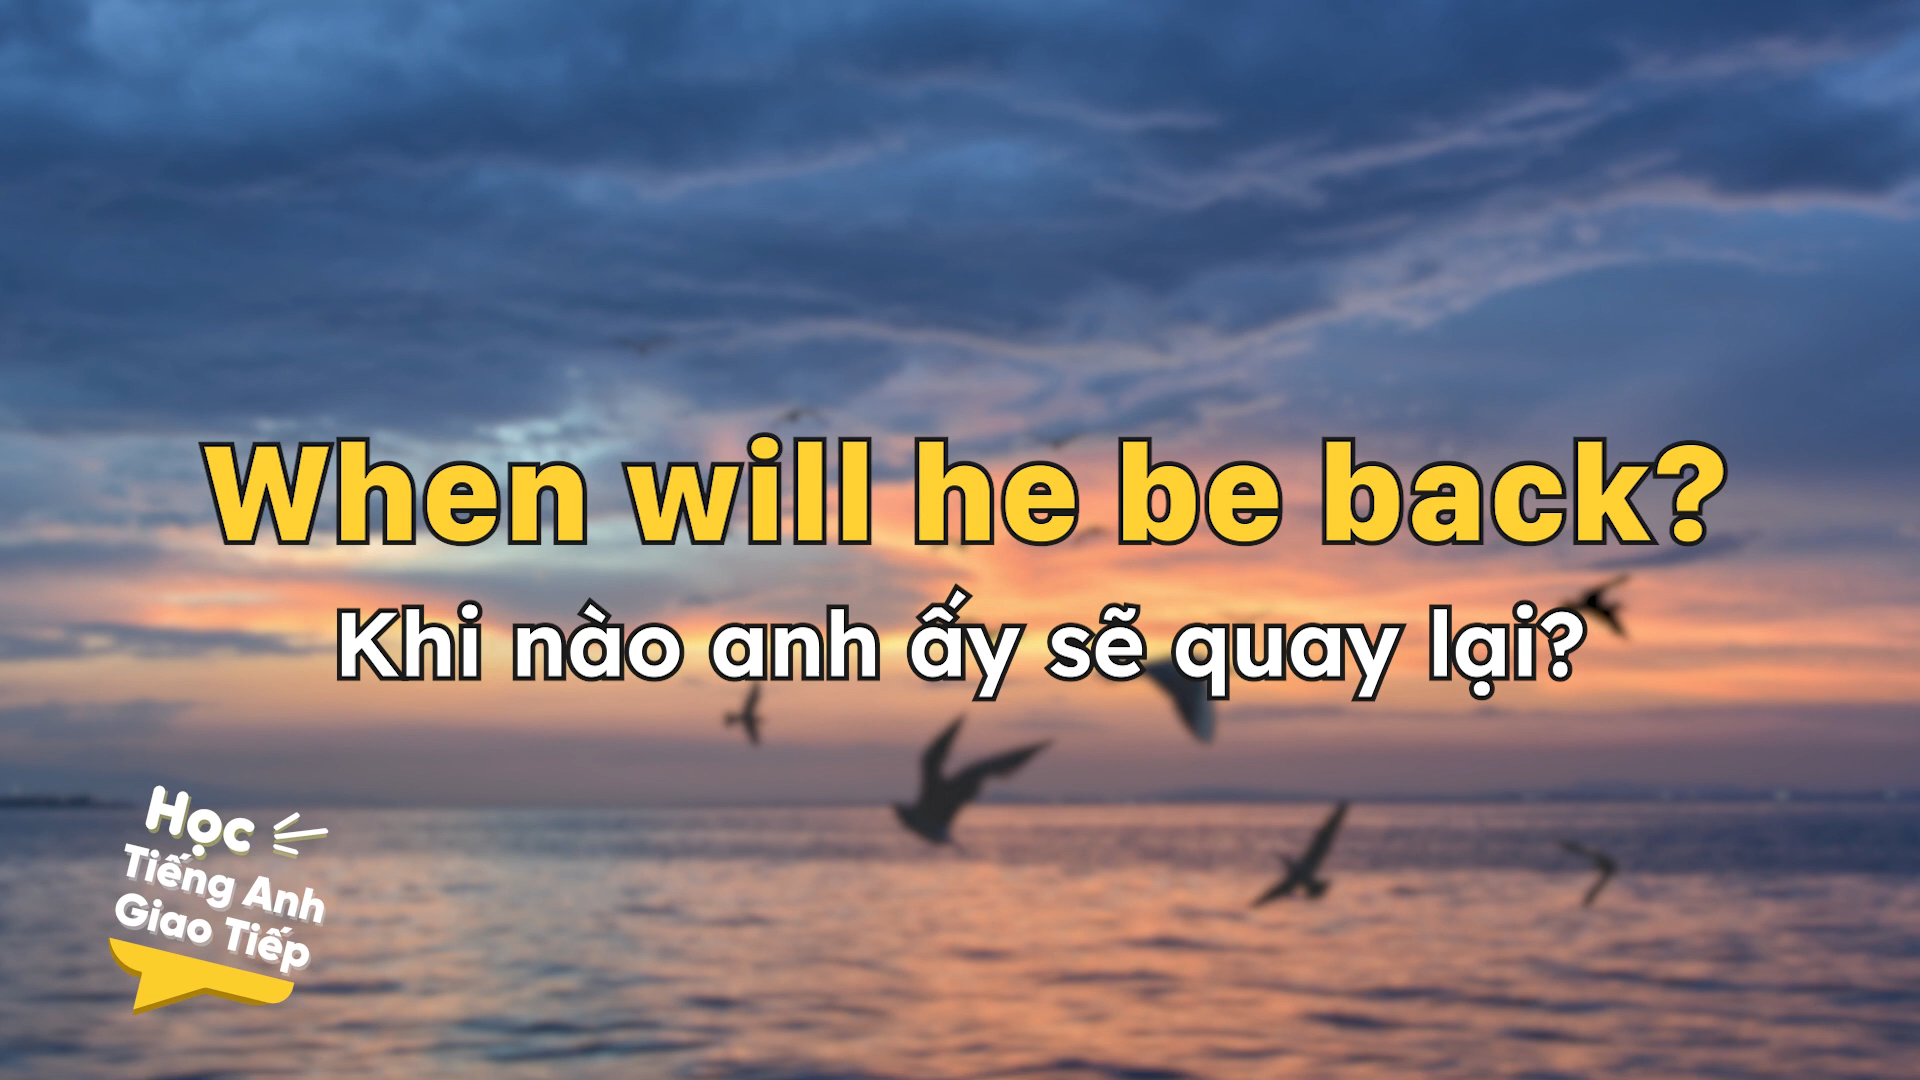 When will he be back?
Khi nào anh ấy sẽ quay lại?
Học
Tiếng Anh
Giao Tiếp